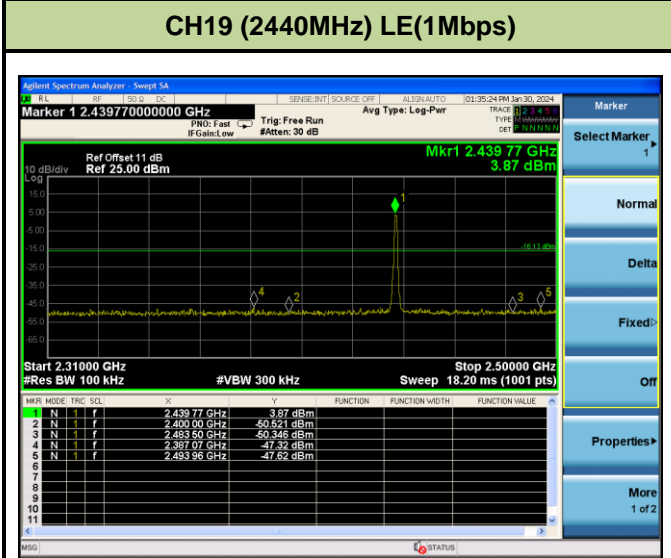 CH19 (2440MHz) LE(1Mbps)
Agilent Spectrum Analyzer - Swept SA
RL RF 50 Ω DC SENSE:INT SOURCE OFF ALIGN AUTO 01:35:24 PM Jan 30, 2024
Marker 1 2.439770000000 GHz
PNO: Fast
IFGain:Low
Trig: Free Run
#Atten: 30 dB
Avg Type: Log-Pwr
TRACE 1 2 3 4 5 6
TYPE M
DET P N N N N N
Mkr1 2.439 77 GHz
3.87 dBm
Ref Offset 11 dB
10 dB/div Ref 25.00 dBm
Log
15.0
5.00
-5.00
-15.0
-25.0
-35.0
-45.0
-55.0
-65.0
-16.13 dBm
1
4
2
3
5
Start 2.31000 GHz Stop 2.50000 GHz
#Res BW 100 kHz #VBW 300 kHz Sweep 18.20 ms (1001 pts)
MKR MODE TRC SCL X Y FUNCTION FUNCTION WIDTH FUNCTION VALUE
1 N 1 f 2.439 77 GHz 3.87 dBm
2 N 1 f 2.400 00 GHz -50.521 dBm
3 N 1 f 2.483 50 GHz -50.346 dBm
4 N 1 f 2.387 07 GHz -47.32 dBm
5 N 1 f 2.493 96 GHz -47.62 dBm
6
7
8
9
10
11
MSG STATUS
Marker
Select Marker
1
Normal
Delta
Fixed
Off
Properties
More
1 of 2